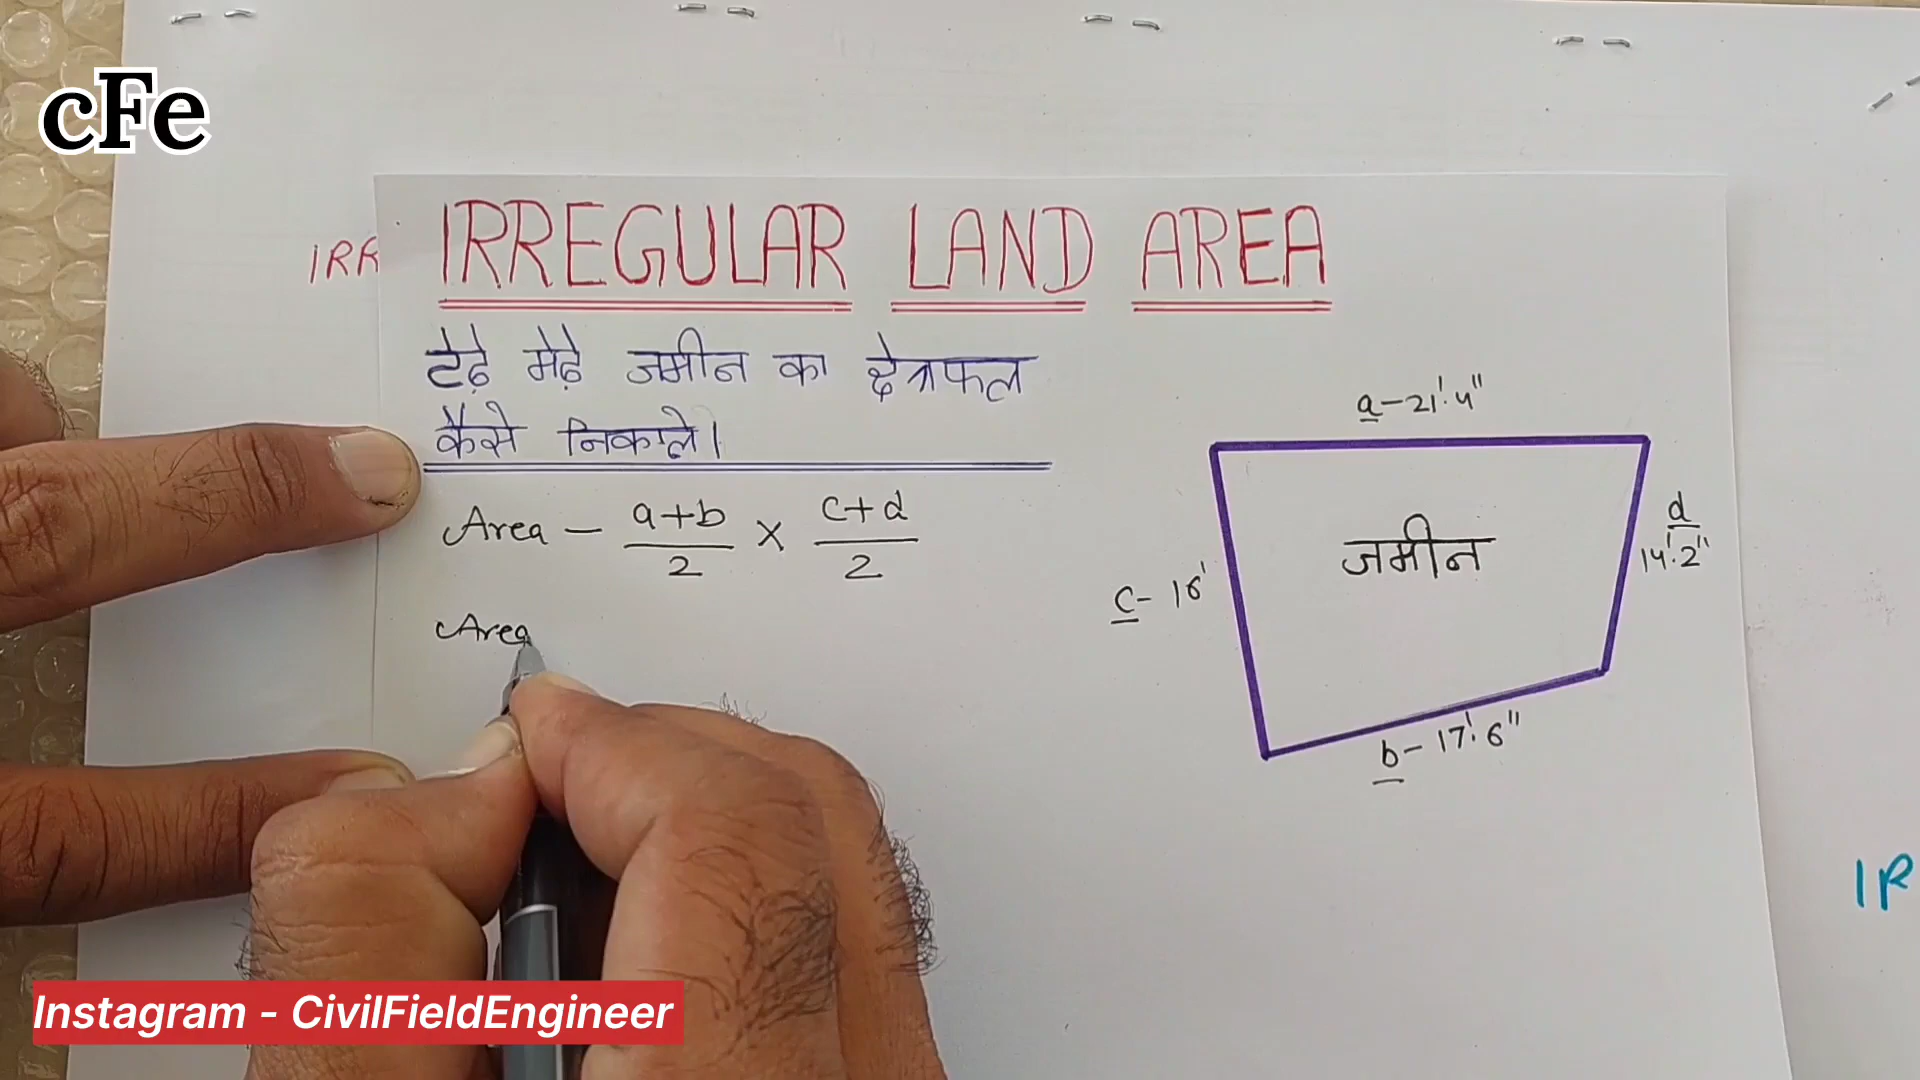 cFe
IRR
IRREGULAR LAND AREA
टेढ़े मेढ़े जमीन का क्षेत्रफल
कैसे निकाले।
Area - a+b/2 × c+d/2
Area
a - 21'.4"
d
14'.2"
जमीन
c - 16'
b - 17'.6"
IR
Instagram - CivilFieldEngineer